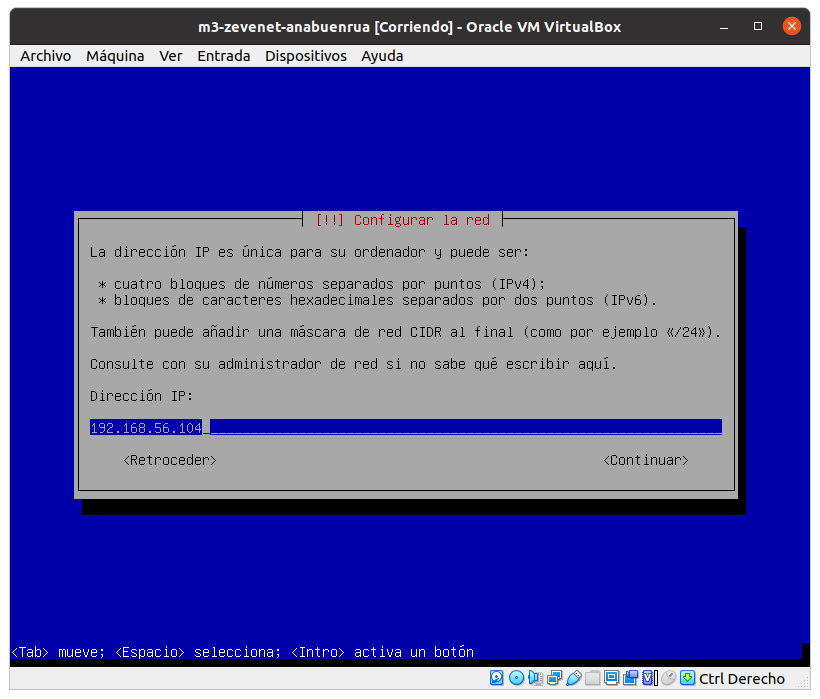 m3-zevenet-anabuenrua [Corriendo] - Oracle VM VirtualBox
Archivo Máquina Ver Entrada Dispositivos Ayuda
[!!] Configurar la red
La dirección IP es única para su ordenador y puede ser:
* cuatro bloques de números separados por puntos (IPv4);
* bloques de caracteres hexadecimales separados por dos puntos (IPv6).
También puede añadir una máscara de red CIDR al final (como por ejemplo «/24»).
Consulte con su administrador de red si no sabe qué escribir aquí.
Dirección IP:
192.168.56.104
<Retroceder> <Continuar>
<Tab> mueve; <Espacio> selecciona; <Intro> activa un botón
Ctrl Derecho